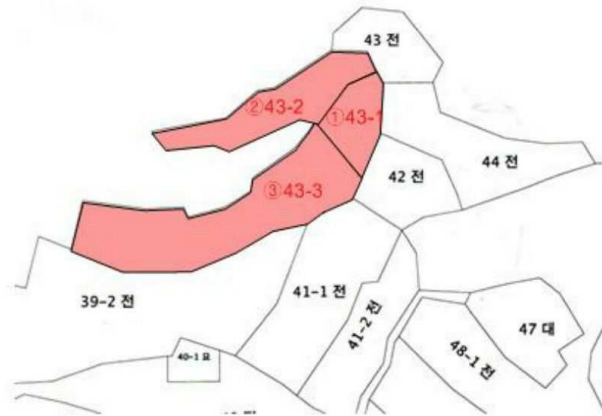 43 전
②43-2
①43-1
44 전
42 전
③43-3
41-1 전
39-2 전
41-2 전
47 대
48-1 전
40-1 묘